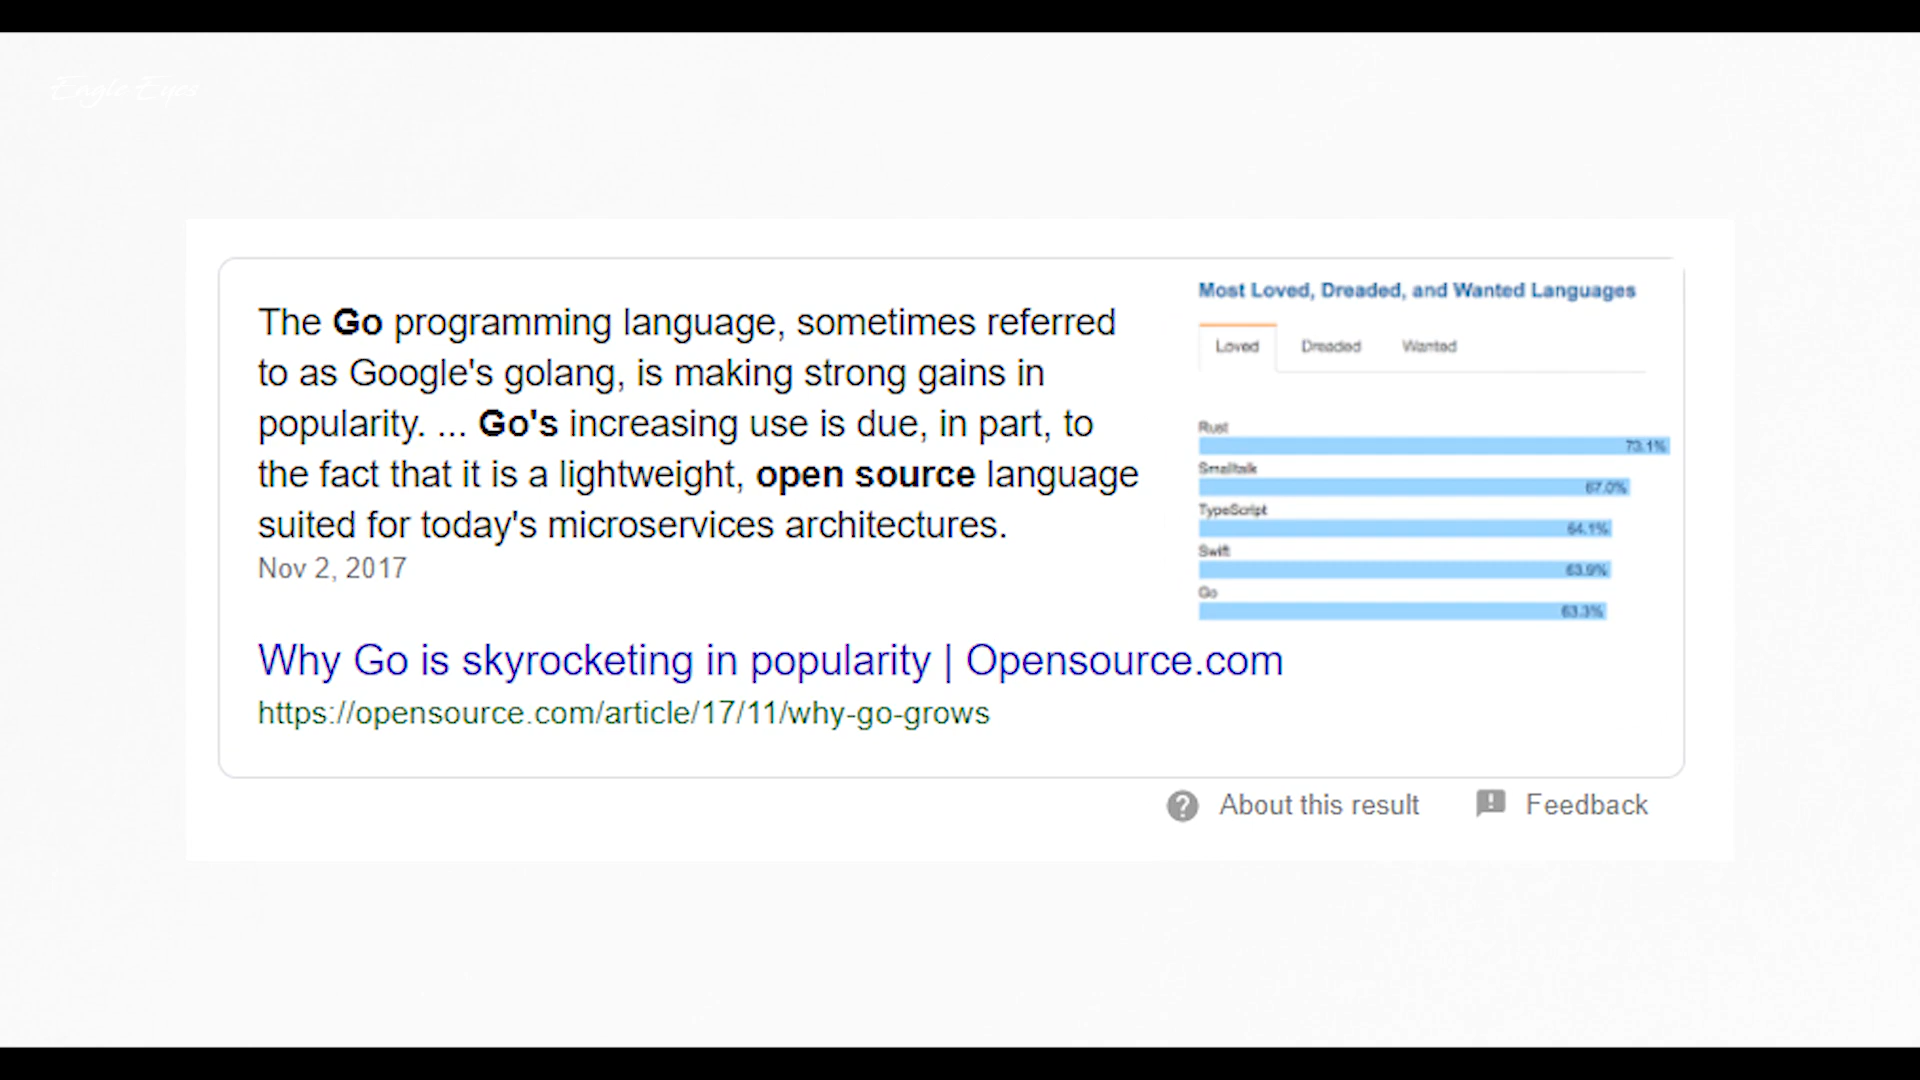 Eagle Eyes
The Go programming language, sometimes referred
to as Google's golang, is making strong gains in
popularity. ... Go's increasing use is due, in part, to
the fact that it is a lightweight, open source language
suited for today's microservices architectures.
Nov 2, 2017
Most Loved, Dreaded, and Wanted Languages
Loved Dreaded Wanted
Rust
73.1%
Smalltalk
67.0%
TypeScript
64.1%
Swift
63.9%
Go
63.3%
Why Go is skyrocketing in popularity | Opensource.com
https://opensource.com/article/17/11/why-go-grows
About this result Feedback